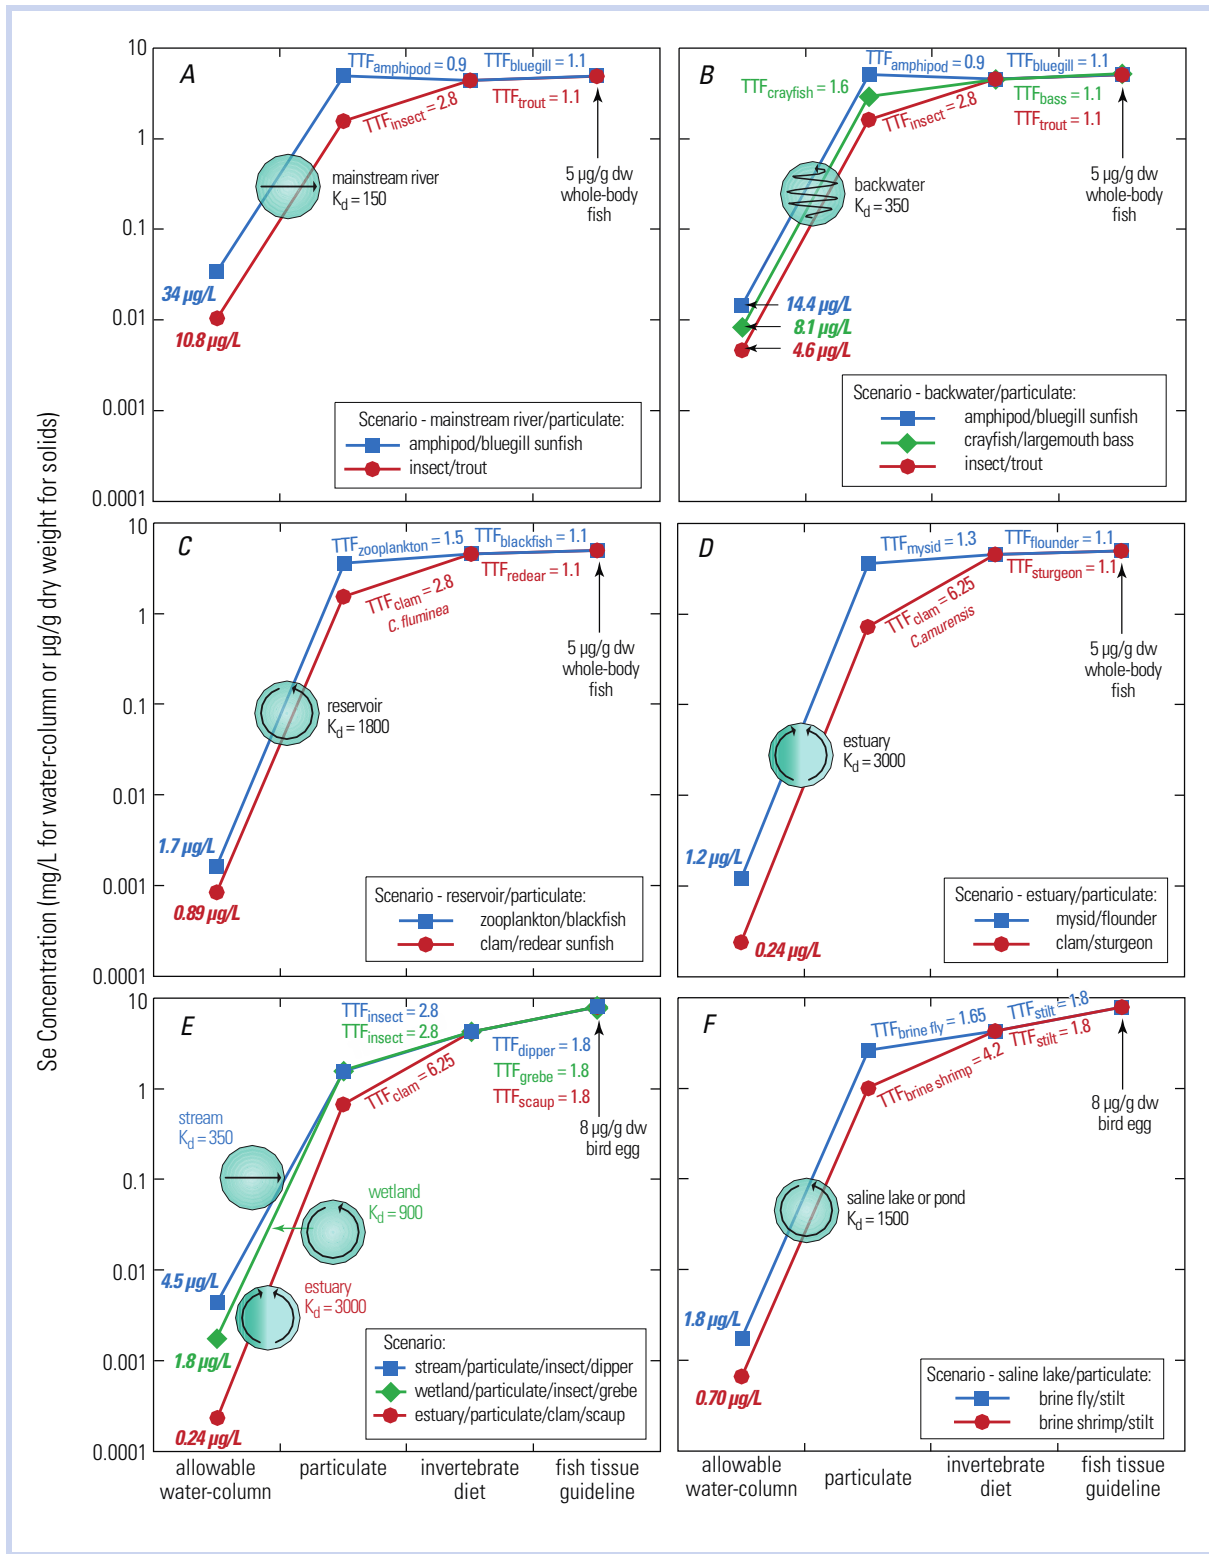 Se Concentration (mg/L for water-column or µg/g dry weight for solids)
A
10
1
0.1
0.01
0.001
0.0001
TTFamphipod = 0.9
TTFbluegill = 1.1
TTFinsect = 2.8
TTFtrout = 1.1
mainstream river
Kd = 150
5 µg/g dw
whole-body
fish
34 µg/L
10.8 µg/L
Scenario - mainstream river/particulate:
amphipod/bluegill sunfish
insect/trout
B
TTFamphipod = 0.9
TTFbluegill = 1.1
TTFcrayfish = 1.6
TTFinsect = 2.8
TTFbass = 1.1
TTFtrout = 1.1
backwater
Kd = 350
5 µg/g dw
whole-body
fish
14.4 µg/L
8.1 µg/L
4.6 µg/L
Scenario - backwater/particulate:
amphipod/bluegill sunfish
crayfish/largemouth bass
insect/trout
C
10
1
0.1
0.01
0.001
0.0001
TTFzooplankton = 1.5
TTFblackfish = 1.1
TTFclam = 2.8
C. fluminea
TTFredear = 1.1
5 µg/g dw
whole-body
fish
reservoir
Kd = 1800
1.7 µg/L
0.89 µg/L
Scenario - reservoir/particulate:
zooplankton/blackfish
clam/redear sunfish
D
TTFmysid = 1.3
TTFflounder = 1.1
TTFclam = 6.25
C.amurensis
TTFsturgeon = 1.1
5 µg/g dw
whole-body
fish
estuary
Kd = 3000
1.2 µg/L
0.24 µg/L
Scenario - estuary/particulate:
mysid/flounder
clam/sturgeon
E
10
1
0.1
0.01
0.001
0.0001
TTFinsect = 2.8
TTFinsect = 2.8
TTFclam = 6.25
TTFdipper = 1.8
TTFgrebe = 1.8
TTFscaup = 1.8
8 µg/g dw
bird egg
stream
Kd = 350
wetland
Kd = 900
estuary
Kd = 3000
4.5 µg/L
1.8 µg/L
0.24 µg/L
Scenario:
stream/particulate/insect/dipper
wetland/particulate/insect/grebe
estuary/particulate/clam/scaup
allowable
water-column
particulate
invertebrate
diet
fish tissue
guideline
F
TTFbrine fly = 1.65
TTFstilt = 1.8
TTFbrine shrimp = 4.2
TTFstilt = 1.8
8 µg/g dw
bird egg
saline lake or pond
Kd = 1500
1.8 µg/L
0.70 µg/L
Scenario - saline lake/particulate:
brine fly/stilt
brine shrimp/stilt
allowable
water-column
particulate
invertebrate
diet
fish tissue
guideline